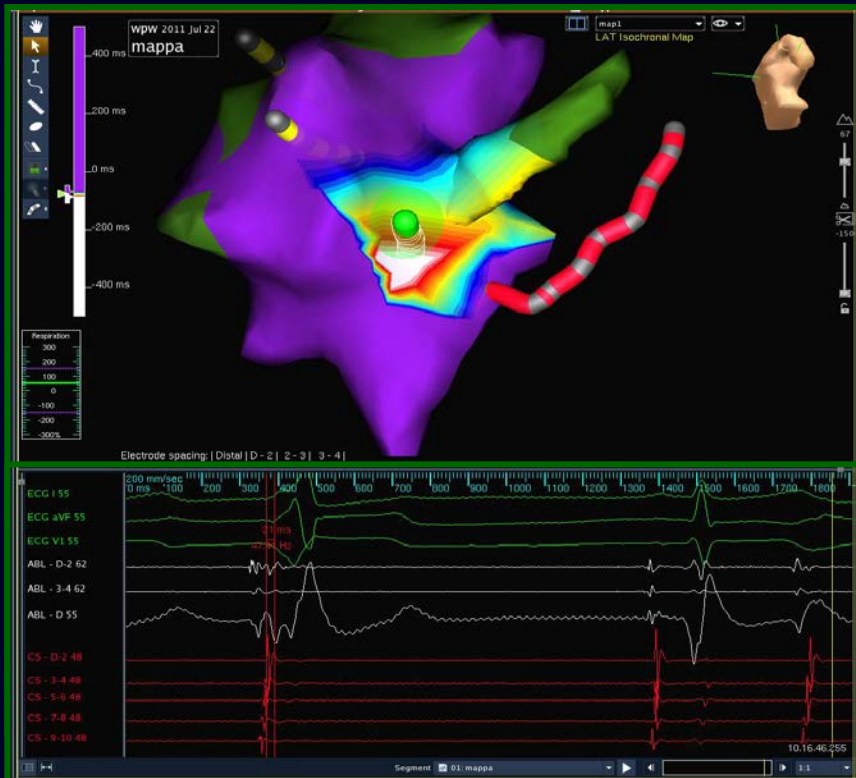 wpw 2011 Jul 22
mappa
map1
LAT Isochronal Map
400 ms
200 ms
0 ms
-200 ms
-400 ms
67
-150
Respiration
300
200
100
0
-100
-200
-300%
Electrode spacing: | Distal | D - 2 | 2 - 3 | 3 - 4 |
200 mm/sec
0 ms 100 200 300 400 500 600 700 800 900 1000 1100 1200 1300 1400 1500 1600 1700 1800
ECG I 55
ECG aVF 55
-21 ms
ECG V1 55
ABL - D-2 62
ABL - 3-4 62
ABL - D 55
CS - D-2 48
CS - 3-4 48
CS - 5-6 48
CS - 7-8 48
CS - 9-10 48
10.16.46.255
Segment 01: mappa 1:1